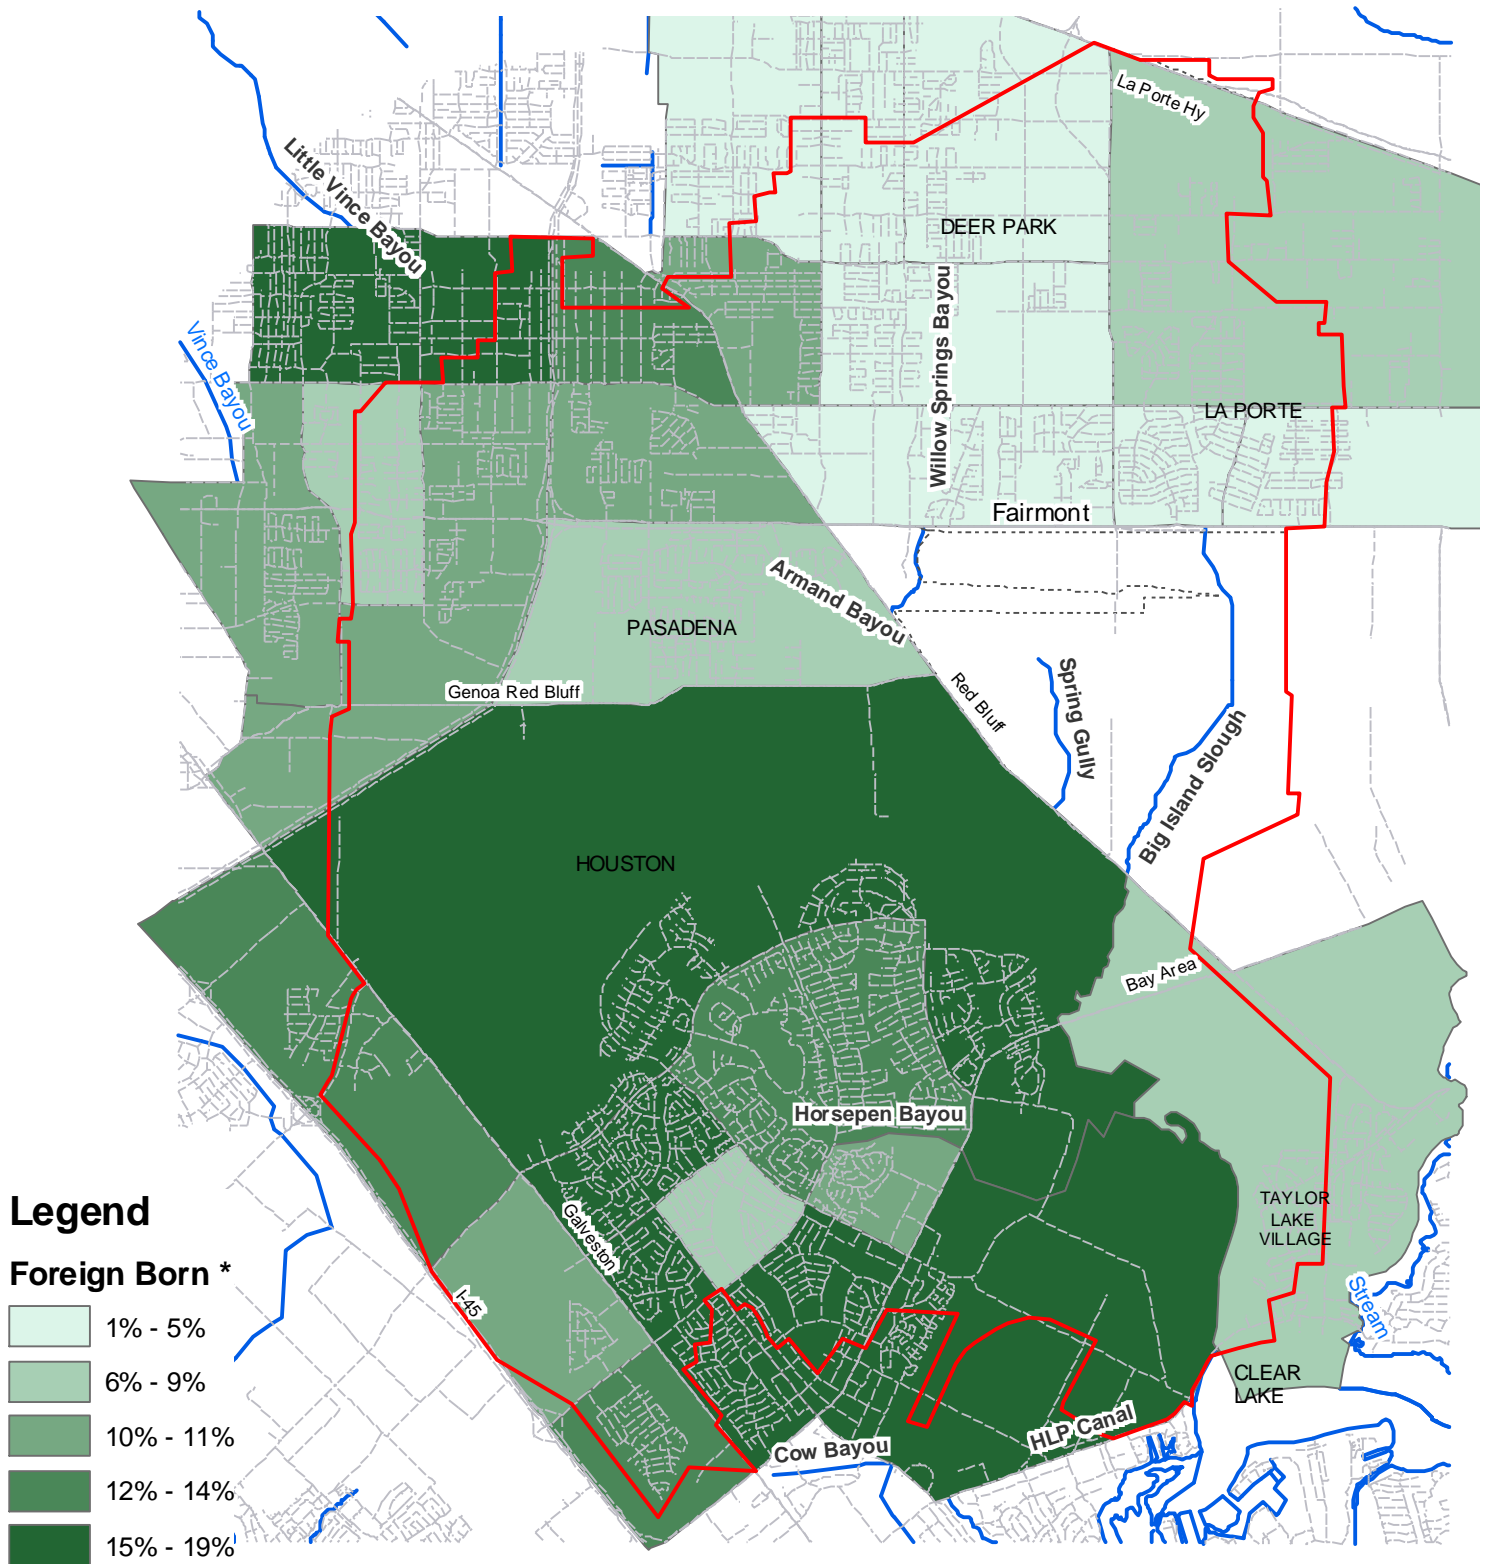 La Porte Hy
Little Vince Bayou
DEER PARK
Willow Springs Bayou
Vince Bayou
LA PORTE
Fairmont
Armand Bayou
PASADENA
Genoa Red Bluff
Red Bluff
Spring Gully
Big Island Slough
HOUSTON
Bay Area
Horsepen Bayou
TAYLOR
LAKE
VILLAGE
Galveston
I-45
Stream
CLEAR
LAKE
HLP Canal
Cow Bayou
Legend
Foreign Born *
1% - 5%
6% - 9%
10% - 11%
12% - 14%
15% - 19%